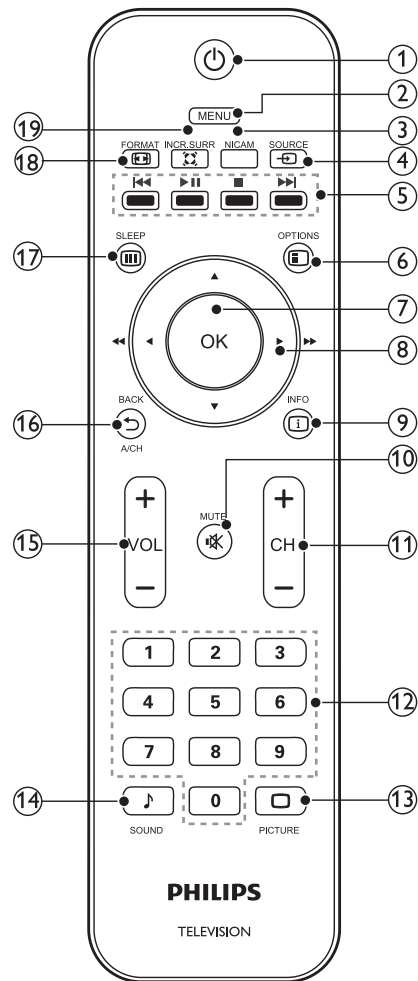 1
MENU
2
19
3
FORMAT INCR.SURR NICAM SOURCE
18
4
5
SLEEP
OPTIONS
17
6
7
OK
8
BACK
INFO
16
i
9
A/CH
10
+
+
MUTE
15
VOL
CH
11
−
−
1 2 3
4 5 6
12
7 8 9
14
0
13
SOUND
PICTURE
PHILIPS
TELEVISION